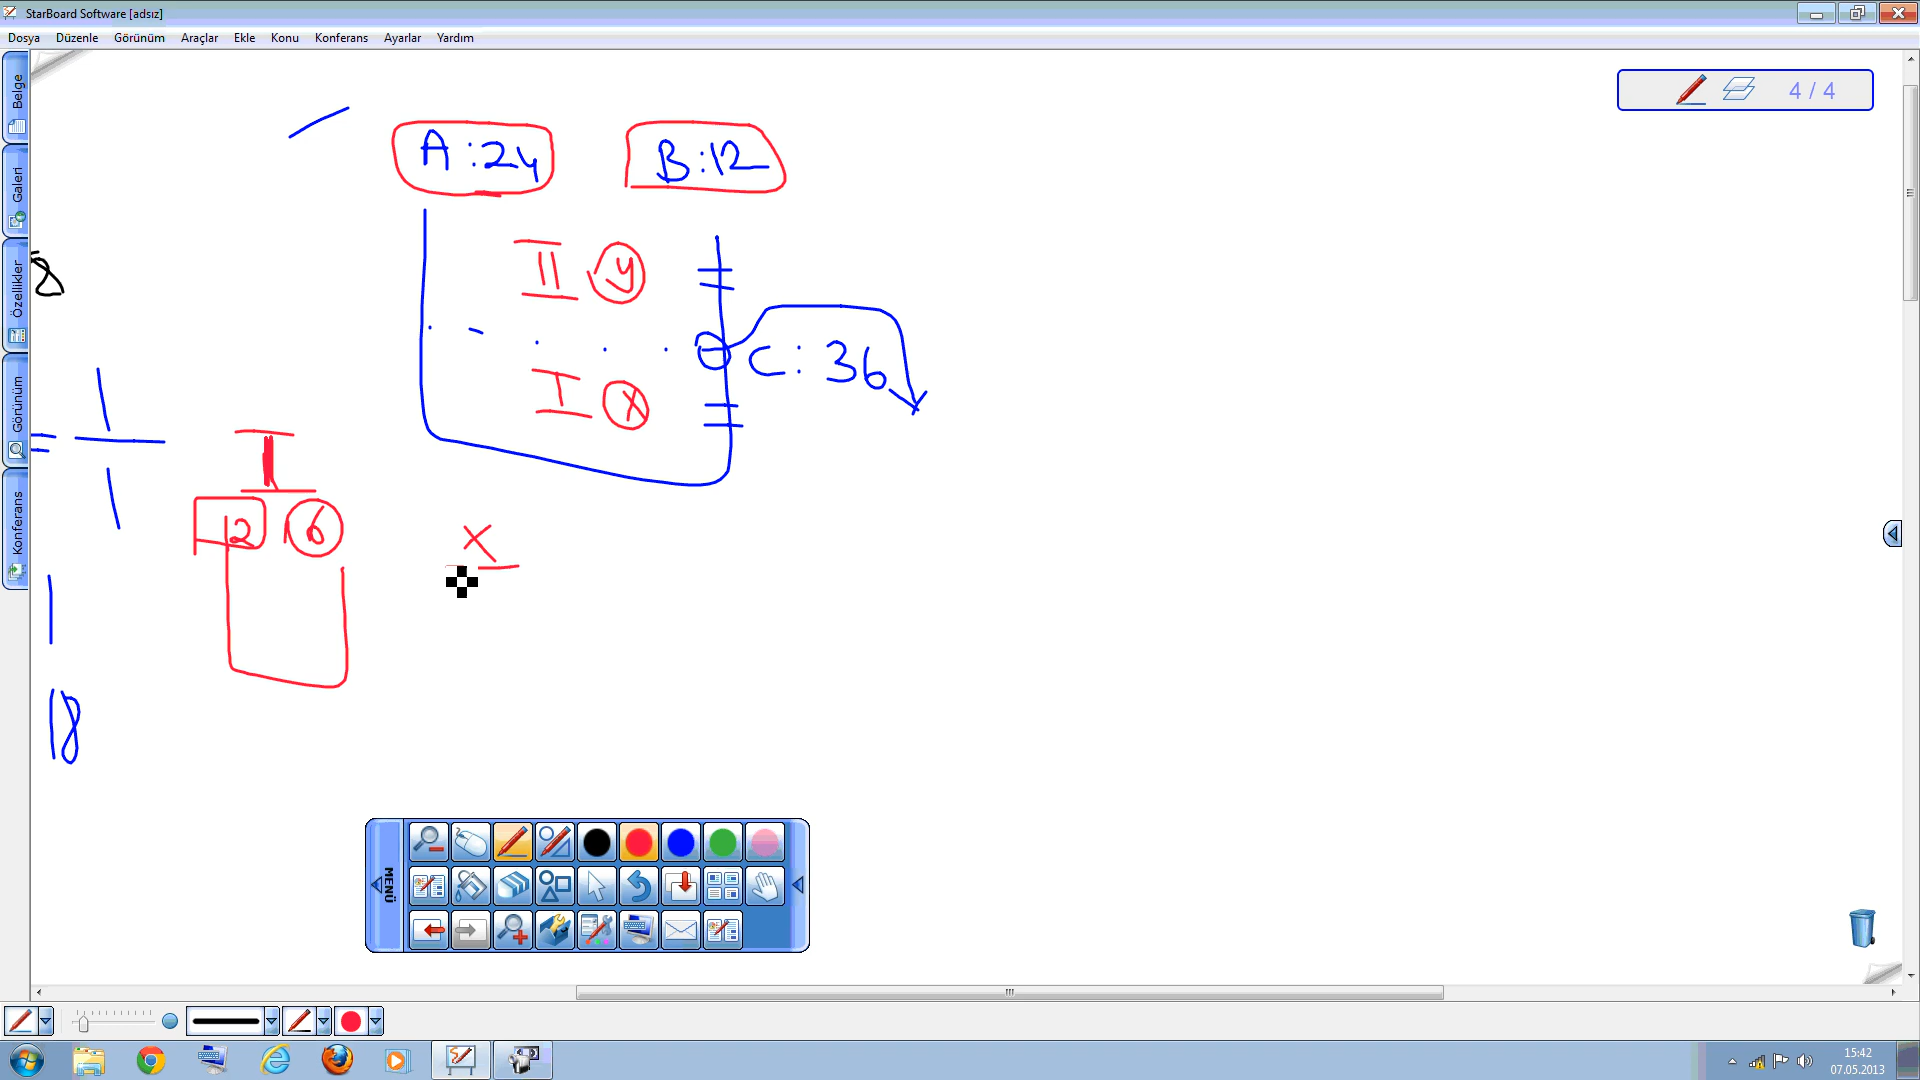 StarBoard Software [adsız]
Dosya Düzenle Görünüm Araçlar Ekle Konu Konferans Ayarlar Yardım
Belge
Galeri
Özellikler
Görünüm
Konferans
4 / 4
A : 24
B : 12
II y
C : 36
I x
8
I
12 6
x
18
MENÜ
15:42
07.05.2013